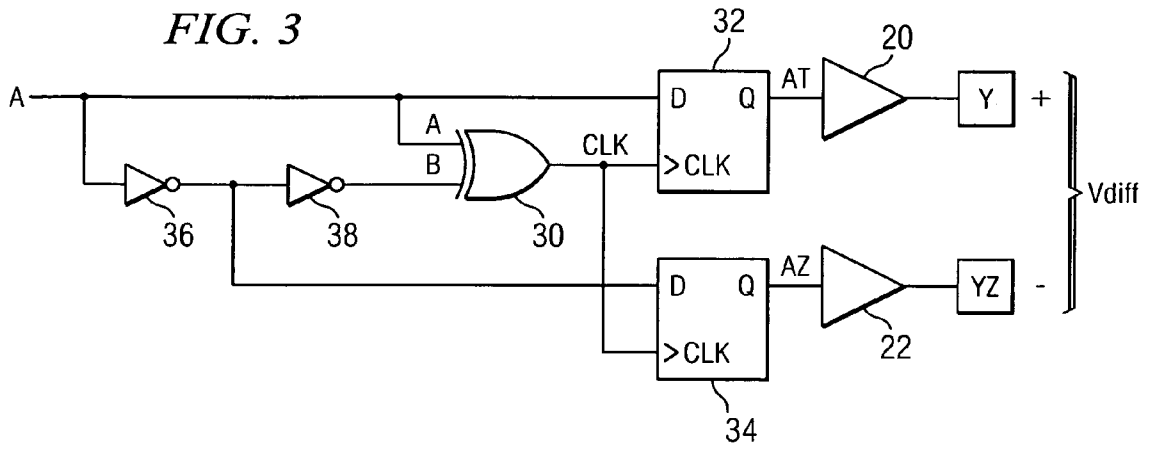 FIG. 3
32
20
A
D
Q
AT
Y
+
A
B
CLK
>CLK
Vdiff
36
38
30
D
Q
AZ
YZ
-
>CLK
22
34